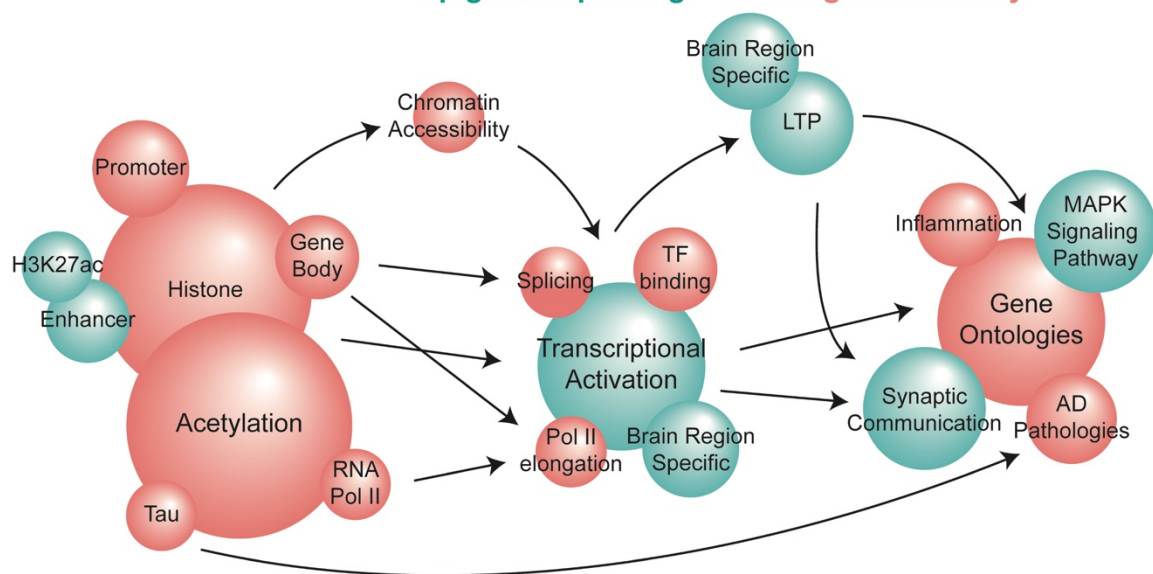 Brain Region
Specific
LTP
Chromatin
Accessibility
Promoter
Gene
Body
H3K27ac
Histone
Enhancer
Acetylation
RNA
Pol II
Tau
Splicing
TF
binding
Transcriptional
Activation
Pol II
elongation
Brain Region
Specific
Inflammation
MAPK
Signaling
Pathway
Gene
Ontologies
Synaptic
Communication
AD
Pathologies